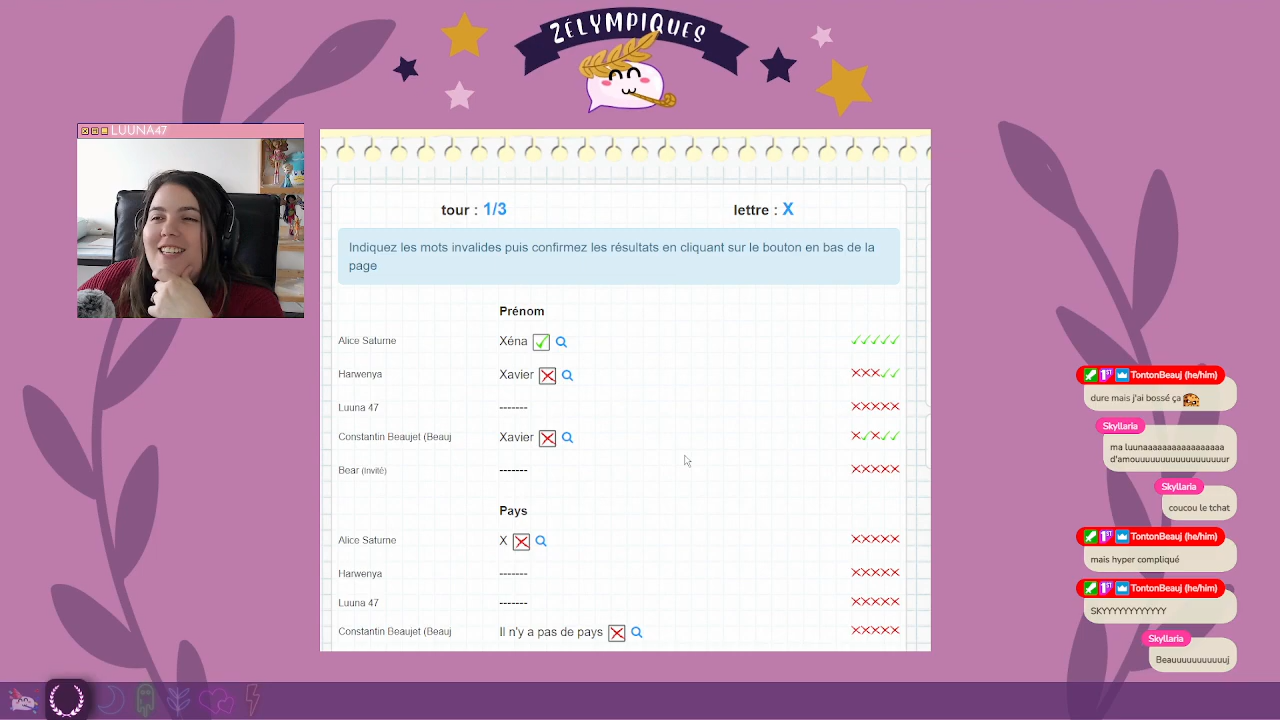 ZÉLYMPIQUES
LUUNA47
tour : 1/3
lettre : X
Indiquez les mots invalides puis confirmez les résultats en cliquant sur le bouton en bas de la
page
Prénom
Alice Saturne
Xéna
Harwenya
Xavier
Luuna 47
-------
Constantin Beaujet (Beauj
Xavier
Bear (Invité)
-------
Pays
Alice Saturne
X
Harwenya
-------
Luuna 47
-------
Constantin Beaujet (Beauj
Il n'y a pas de pays
TontonBeauj (he/him)
dure mais j'ai bossé ça
Skyllaria
ma luunaaaaaaaaaaaaaaaaa
d'amouuuuuuuuuuuuuuuuuur
Skyllaria
coucou le tchat
TontonBeauj (he/him)
mais hyper compliqué
TontonBeauj (he/him)
SKYYYYYYYYYYY
Skyllaria
Beauuuuuuuuuuuj